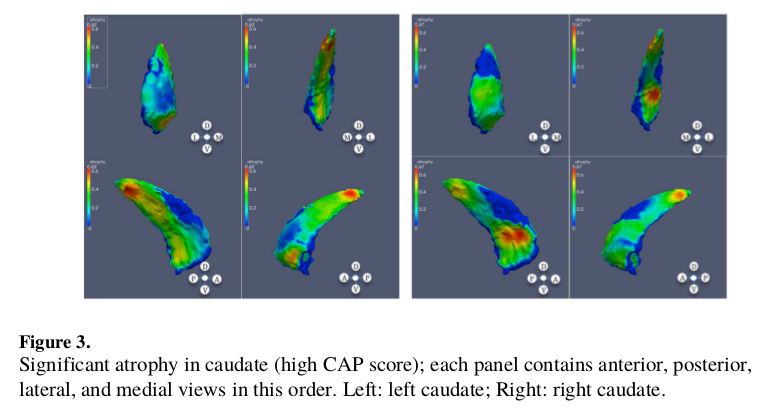 atrophy
0.62
0.6
0.4
0.2
0
D
L M
V
atrophy
0.62
0.6
0.4
0.2
0
D
M L
V
atrophy
0.67
0.6
0.4
0.2
0
D
L M
V
atrophy
0.67
0.6
0.4
0.2
0
D
M L
V
atrophy
0.62
0.6
0.4
0.2
0
D
P A
V
atrophy
0.62
0.6
0.4
0.2
0
D
A P
V
atrophy
0.67
0.6
0.4
0.2
0
D
P A
V
atrophy
0.67
0.6
0.4
0.2
0
D
A P
V
Figure 3.
Significant atrophy in caudate (high CAP score); each panel contains anterior, posterior,
lateral, and medial views in this order. Left: left caudate; Right: right caudate.